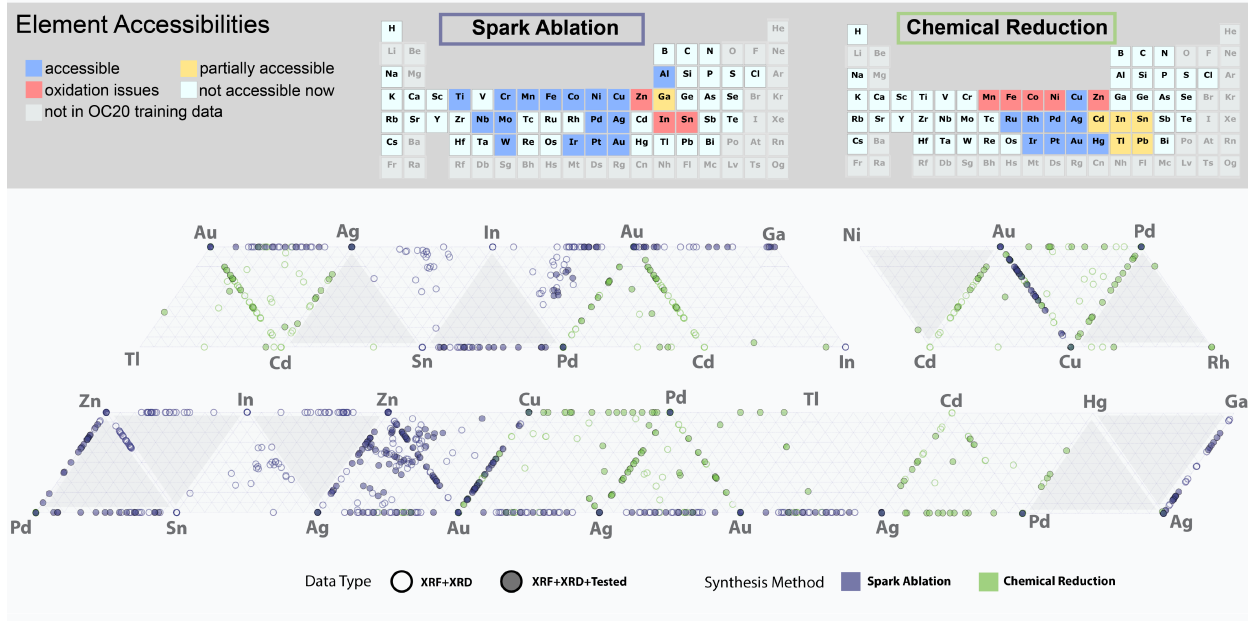 Element Accessibilities
accessible
partially accessible
oxidation issues
not accessible now
not in OC20 training data
Spark Ablation
H He
Li Be B C N O F Ne
Na Mg Al Si P S Cl Ar
K Ca Sc Ti V Cr Mn Fe Co Ni Cu Zn Ga Ge As Se Br Kr
Rb Sr Y Zr Nb Mo Tc Ru Rh Pd Ag Cd In Sn Sb Te I Xe
Cs Ba Hf Ta W Re Os Ir Pt Au Hg Tl Pb Bi Po At Rn
Fr Ra Rf Db Sg Bh Hs Mt Ds Rg Cn Nh Fl Mc Lv Ts Og
Chemical Reduction
H He
Li Be B C N O F Ne
Na Mg Al Si P S Cl Ar
K Ca Sc Ti V Cr Mn Fe Co Ni Cu Zn Ga Ge As Se Br Kr
Rb Sr Y Zr Nb Mo Tc Ru Rh Pd Ag Cd In Sn Sb Te I Xe
Cs Ba Hf Ta W Re Os Ir Pt Au Hg Tl Pb Bi Po At Rn
Fr Ra Rf Db Sg Bh Hs Mt Ds Rg Cn Nh Fl Mc Lv Ts Og
Au Ag In Au Ga Ni Au Pd
Tl Cd Sn Pd Cd In Cd Cu Rh
Zn In Zn Cu Pd Tl Cd Hg Ga
Pd Sn Ag Au Ag Au Ag Pd Ag
Data Type XRF+XRD XRF+XRD+Tested Synthesis Method Spark Ablation Chemical Reduction